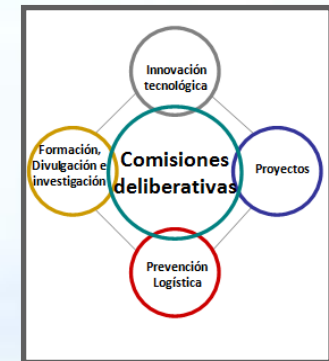 Innovación
tecnológica
Formación,
Divulgación e
investigación
Comisiones
deliberativas
Proyectos
Prevención
Logística